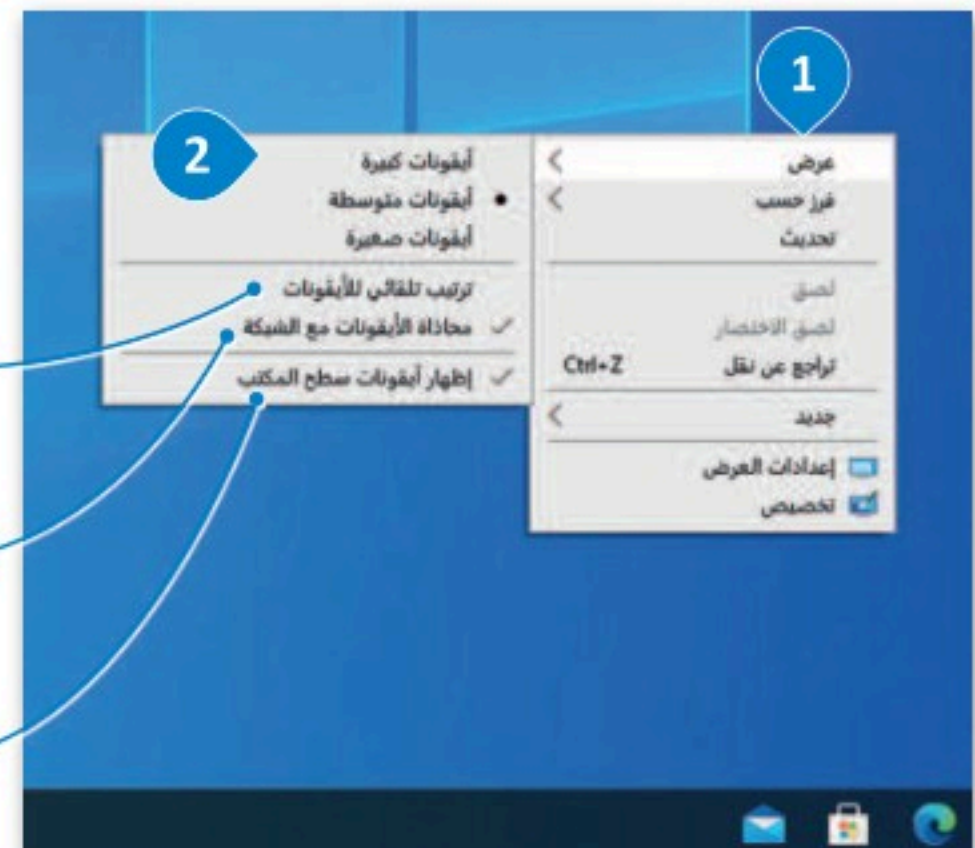 1
عرض
فرز حسب
تحديث
لصق
لصق الاختصار
تراجع عن نقل Ctrl+Z
جديد
إعدادات العرض
تخصيص
2
أيقونات كبيرة
أيقونات متوسطة
أيقونات صغيرة
ترتيب تلقائي للأيقونات
محاذاة الأيقونات مع الشبكة
إظهار أيقونات سطح المكتب